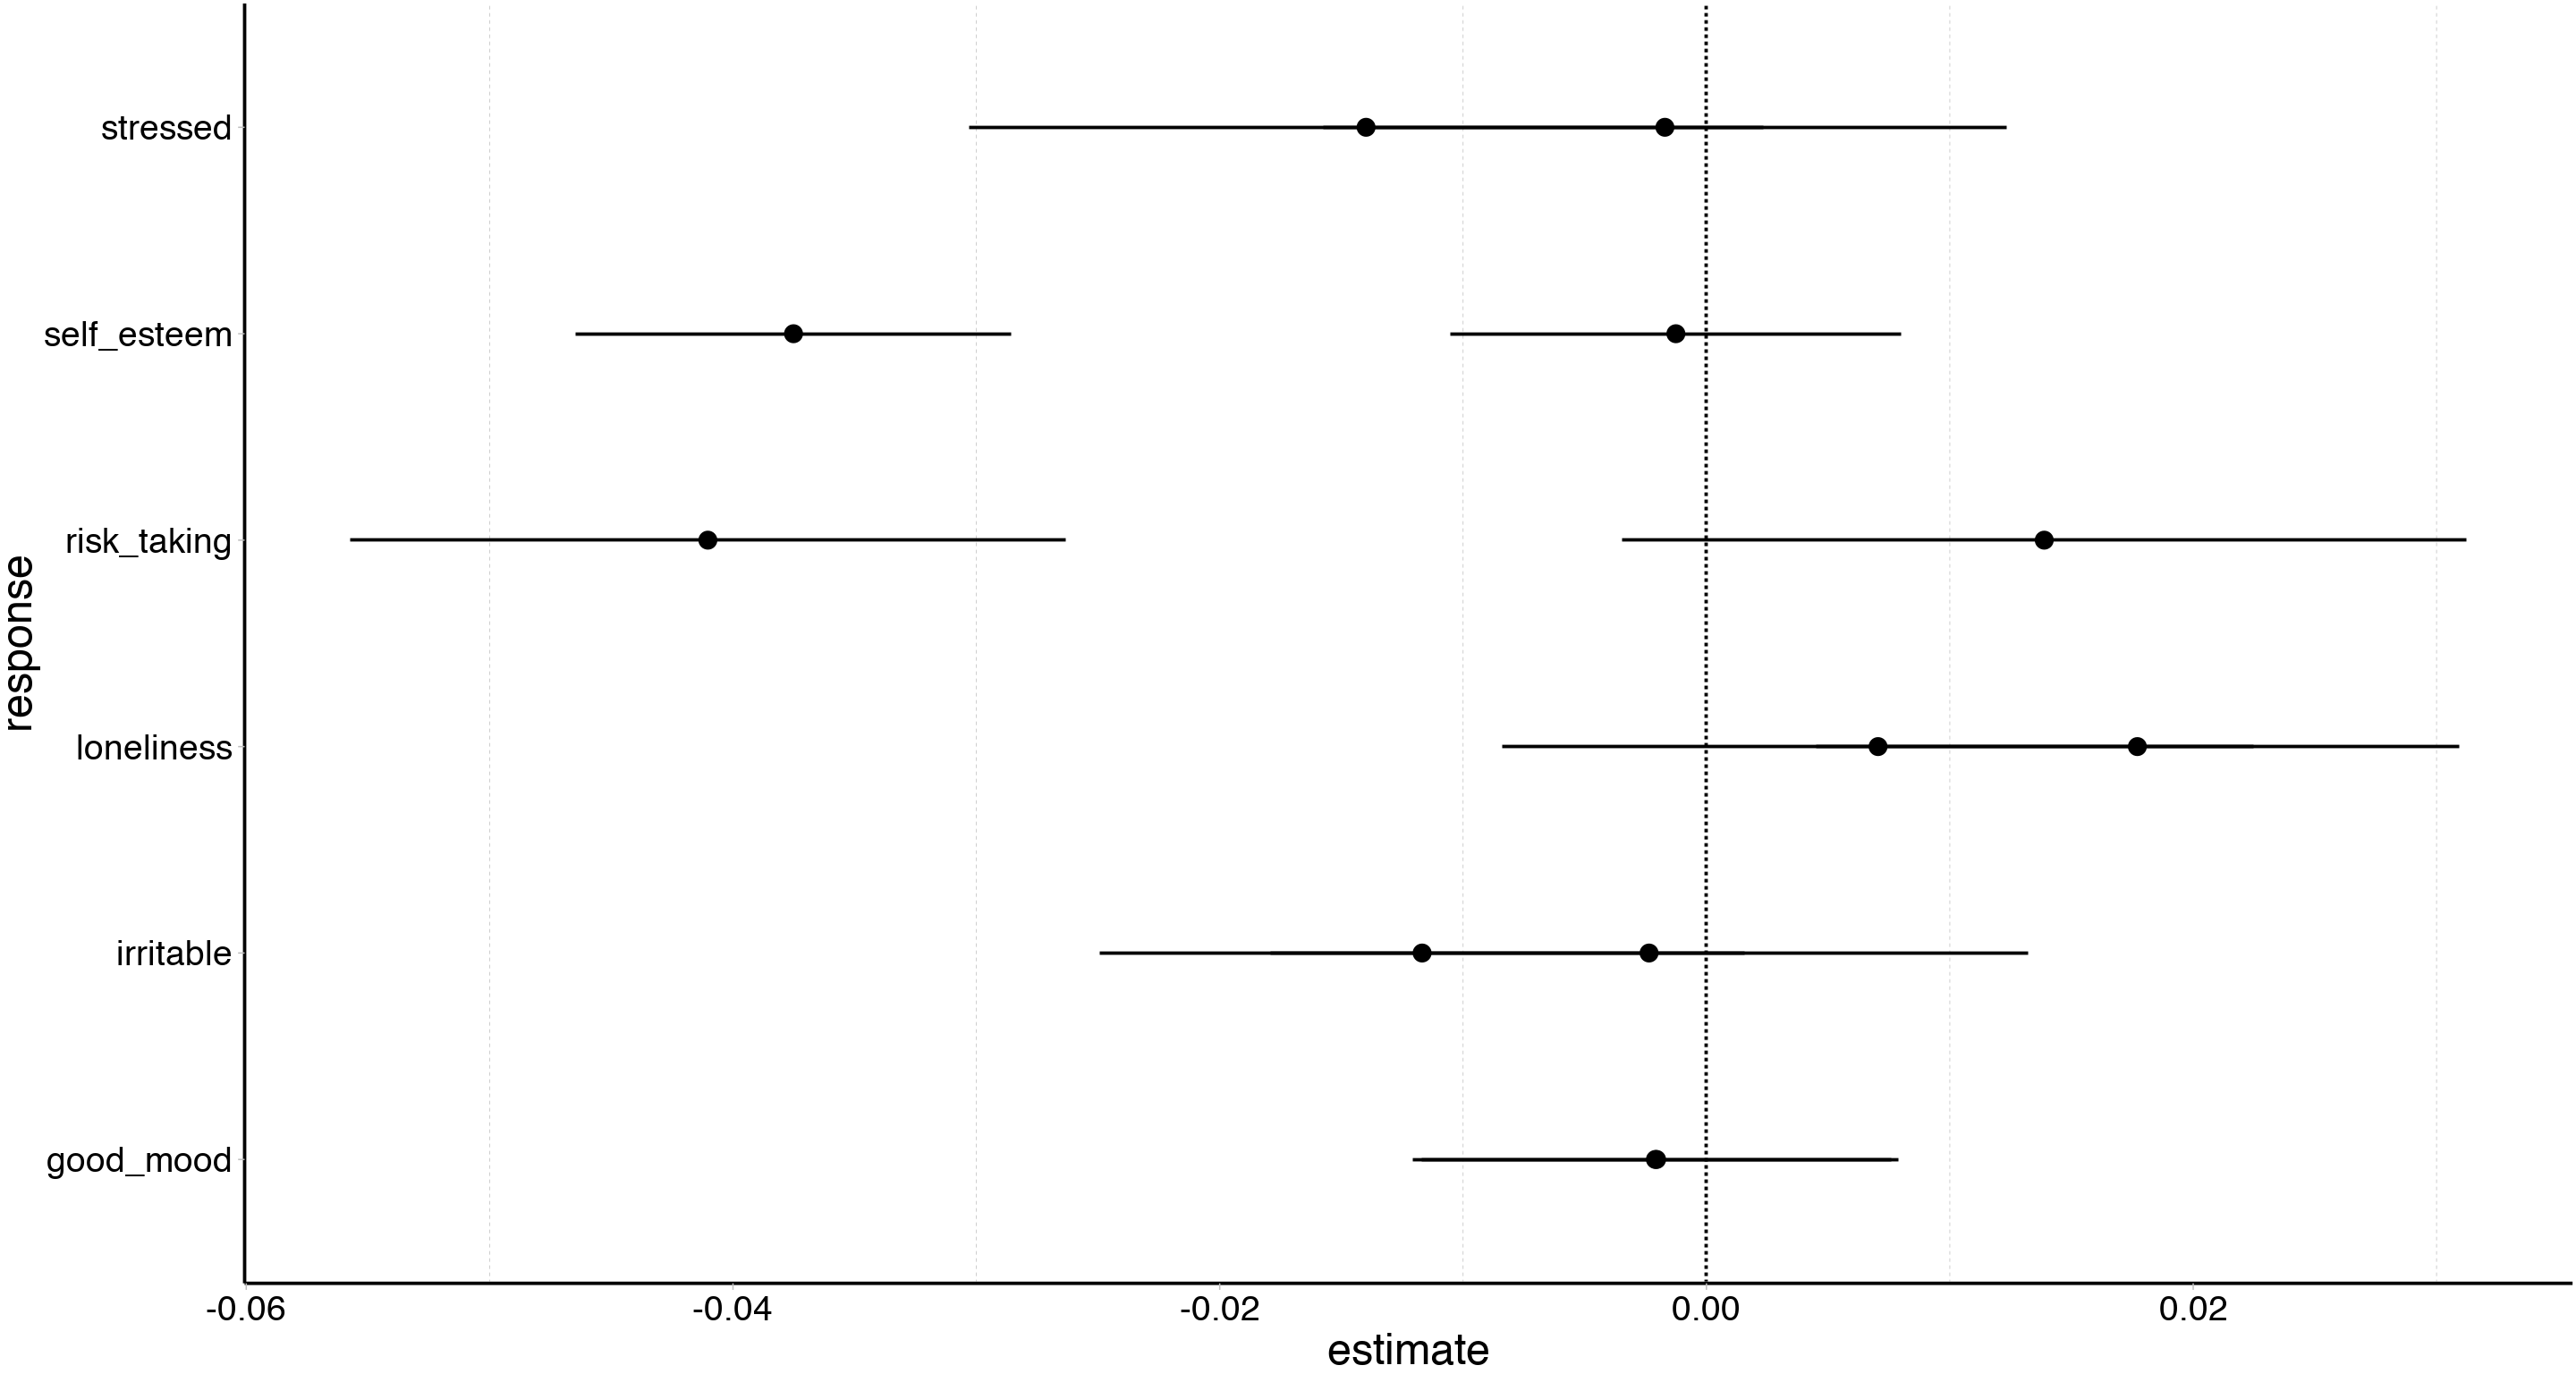 stressed
self_esteem
risk_taking
loneliness
irritable
good_mood
response
-0.06 -0.04 -0.02 0.00 0.02
estimate